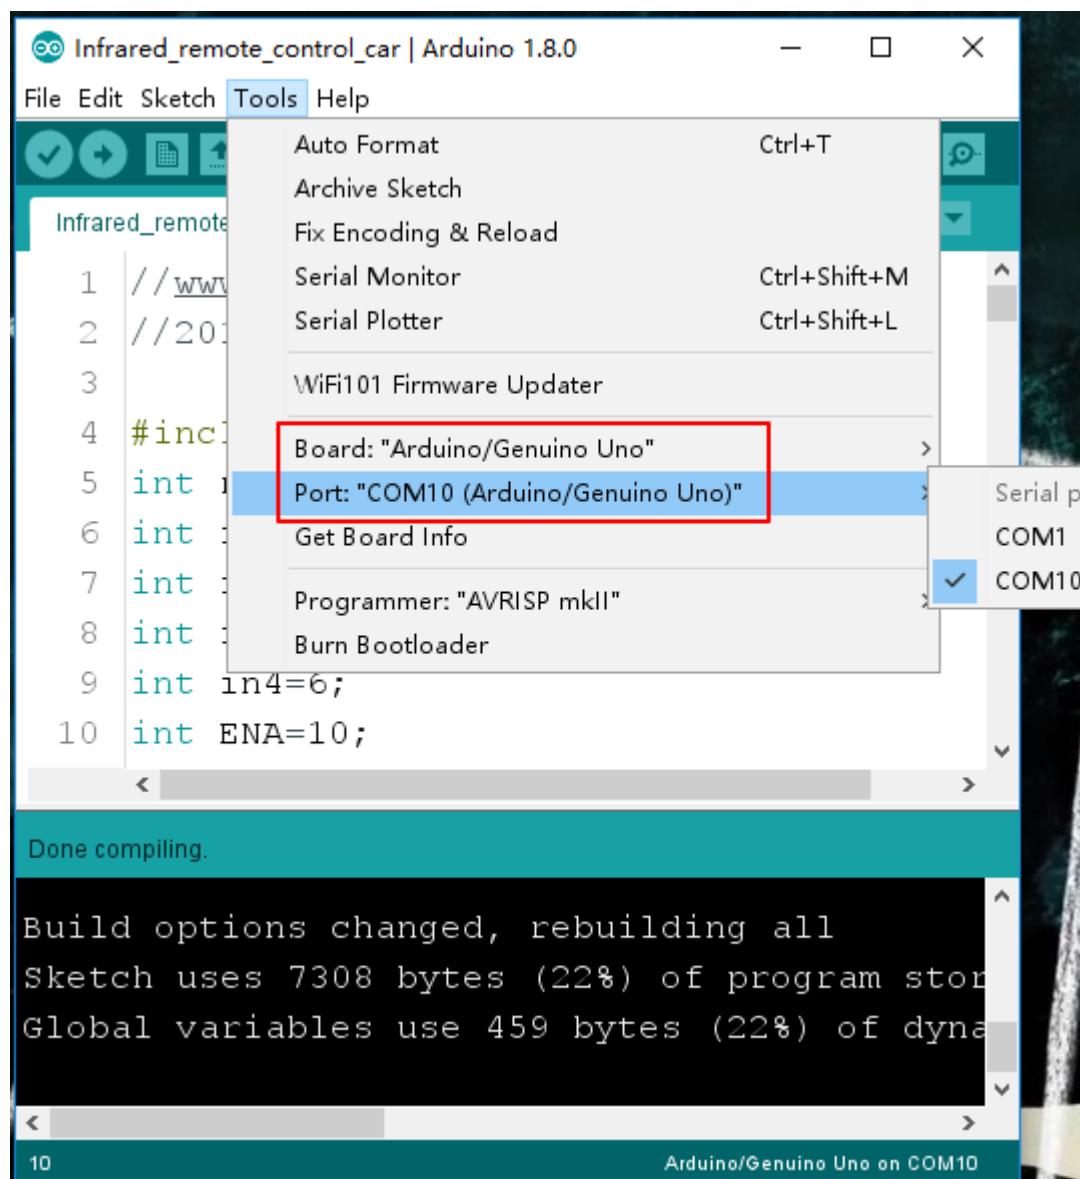 Infrared_remote_control_car | Arduino 1.8.0
File Edit Sketch Tools Help
Auto Format Ctrl+T
Archive Sketch
Fix Encoding & Reload
Serial Monitor Ctrl+Shift+M
Serial Plotter Ctrl+Shift+L
WiFi101 Firmware Updater
Board: "Arduino/Genuino Uno"
Port: "COM10 (Arduino/Genuino Uno)"
Get Board Info
Programmer: "AVRISP mkII"
Burn Bootloader
Serial
COM1
COM10
Infrared_remote
1 //
2 //201
3
4 #incl
5 int
6 int
7 int
8 int
9 int in4=6;
10 int ENA=10;
Done compiling.
Build options changed, rebuilding all
Sketch uses 7308 bytes (22%) of program stor
Global variables use 459 bytes (22%) of dyna
10 Arduino/Genuino Uno on COM10